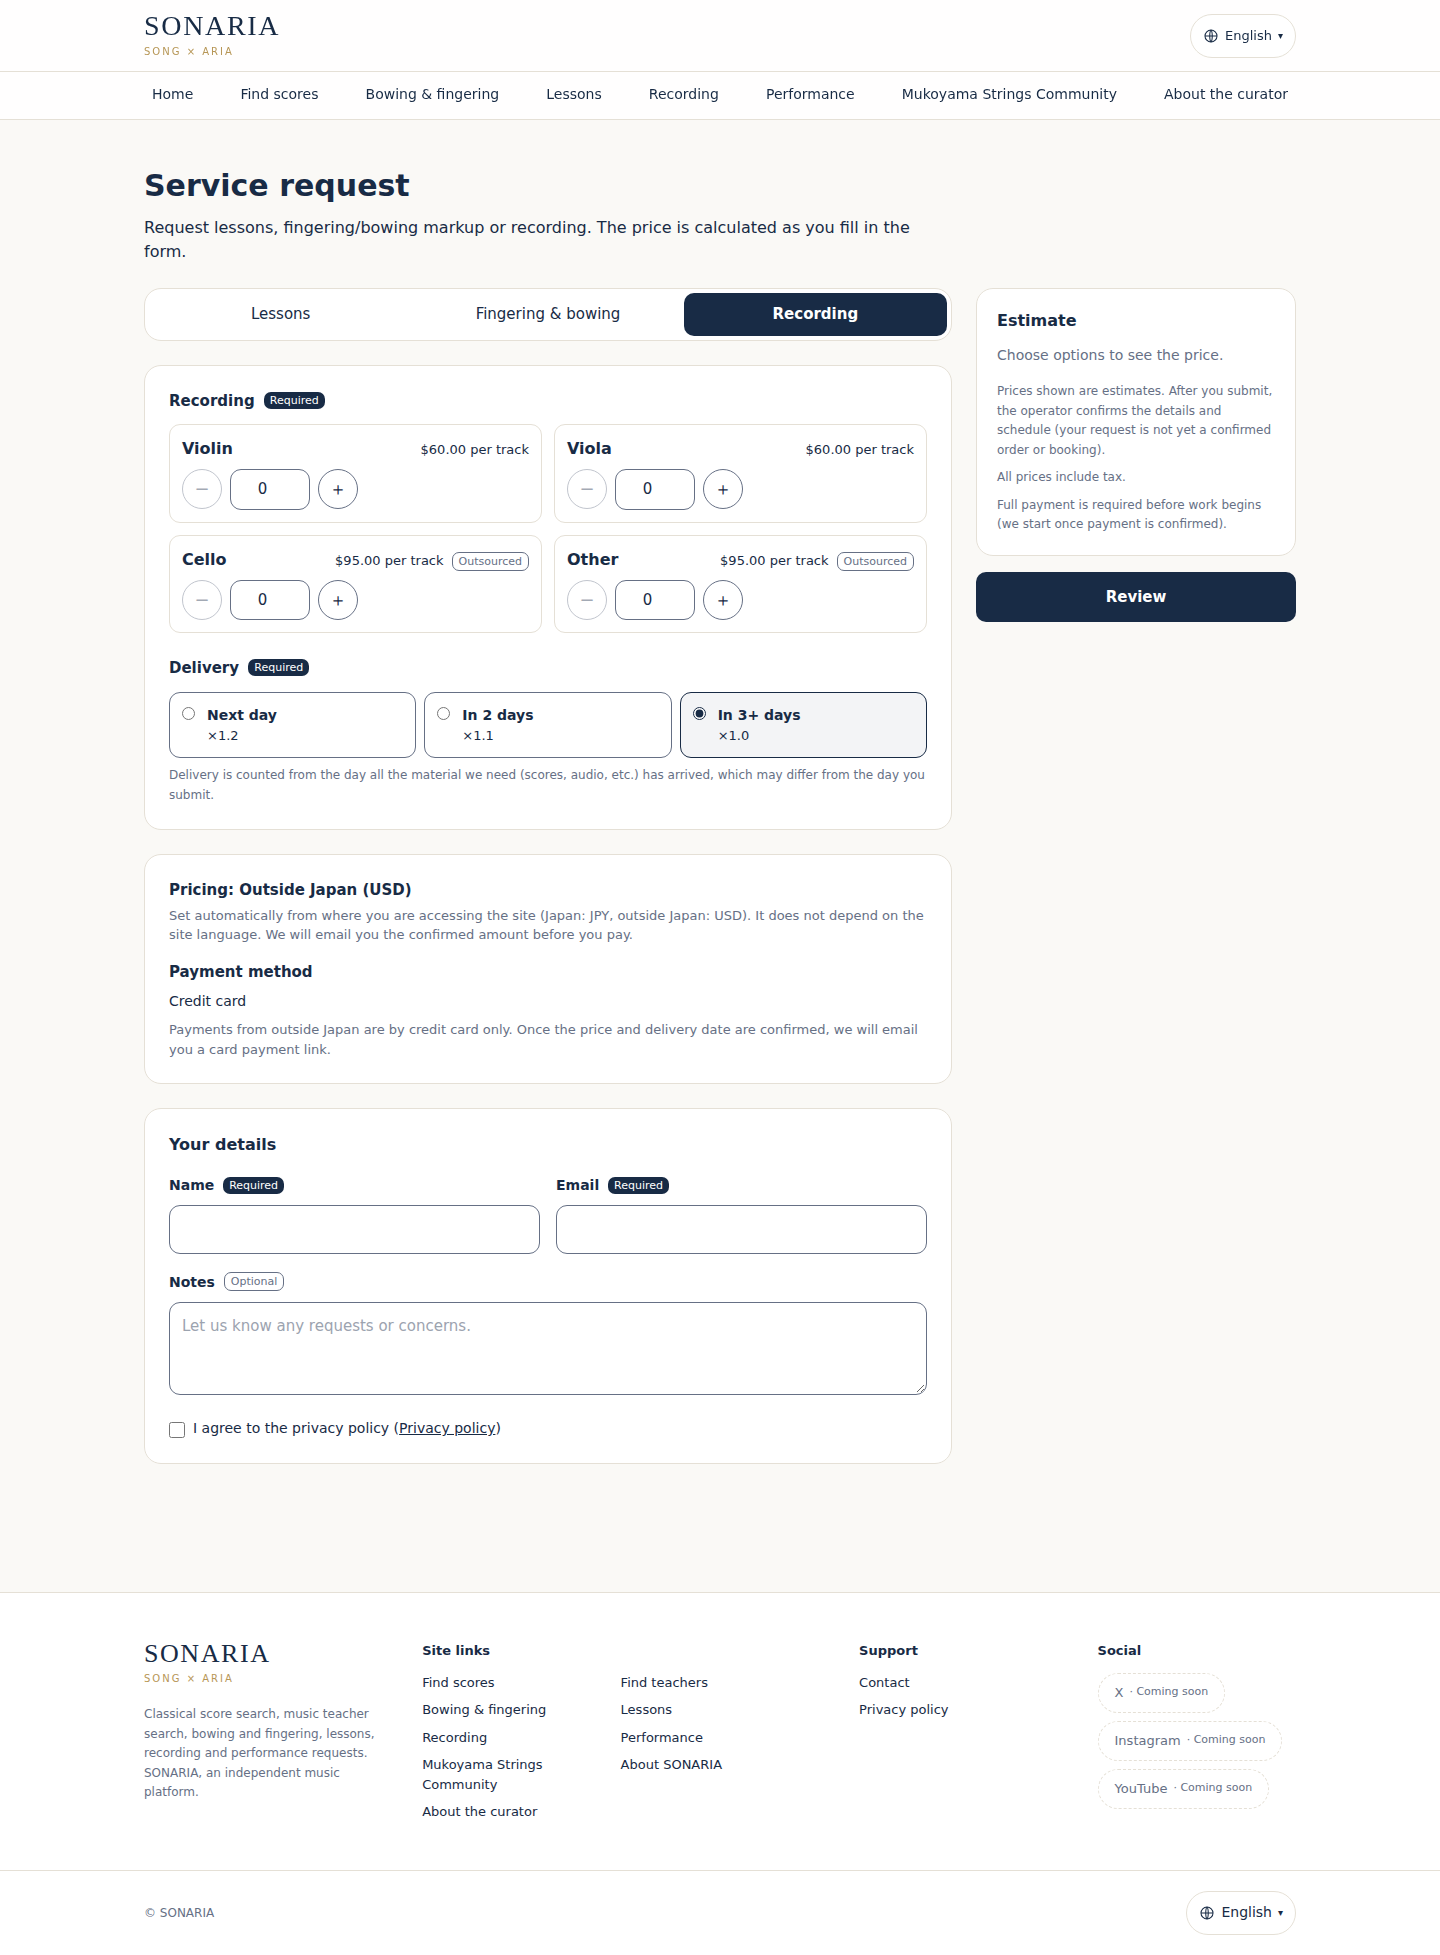 SONARIA
SONG × ARIA
English ▾
Home
Find scores
Bowing & fingering
Lessons
Recording
Performance
Mukoyama Strings Community
About the curator
Service request
Request lessons, fingering/bowing markup or recording. The price is calculated as you fill in the
form.
Lessons
Fingering & bowing
Recording
Recording Required
Violin
$60.00 per track
− 0 +
Viola
$60.00 per track
− 0 +
Cello
$95.00 per track Outsourced
− 0 +
Other
$95.00 per track Outsourced
− 0 +
Delivery Required
Next day
×1.2
In 2 days
×1.1
In 3+ days
×1.0
Delivery is counted from the day all the material we need (scores, audio, etc.) has arrived, which may differ from the day you
submit.
Pricing: Outside Japan (USD)
Set automatically from where you are accessing the site (Japan: JPY, outside Japan: USD). It does not depend on the
site language. We will email you the confirmed amount before you pay.
Payment method
Credit card
Payments from outside Japan are by credit card only. Once the price and delivery date are confirmed, we will email
you a card payment link.
Your details
Name Required
Email Required
Notes Optional
Let us know any requests or concerns.
I agree to the privacy policy (Privacy policy)
Estimate
Choose options to see the price.
Prices shown are estimates. After you submit,
the operator confirms the details and
schedule (your request is not yet a confirmed
order or booking).
All prices include tax.
Full payment is required before work begins
(we start once payment is confirmed).
Review
SONARIA
SONG × ARIA
Classical score search, music teacher
search, bowing and fingering, lessons,
recording and performance requests.
SONARIA, an independent music
platform.
Site links
Find scores
Bowing & fingering
Recording
Mukoyama Strings
Community
About the curator
Find teachers
Lessons
Performance
About SONARIA
Support
Contact
Privacy policy
Social
X · Coming soon
Instagram · Coming soon
YouTube · Coming soon
© SONARIA
English ▾